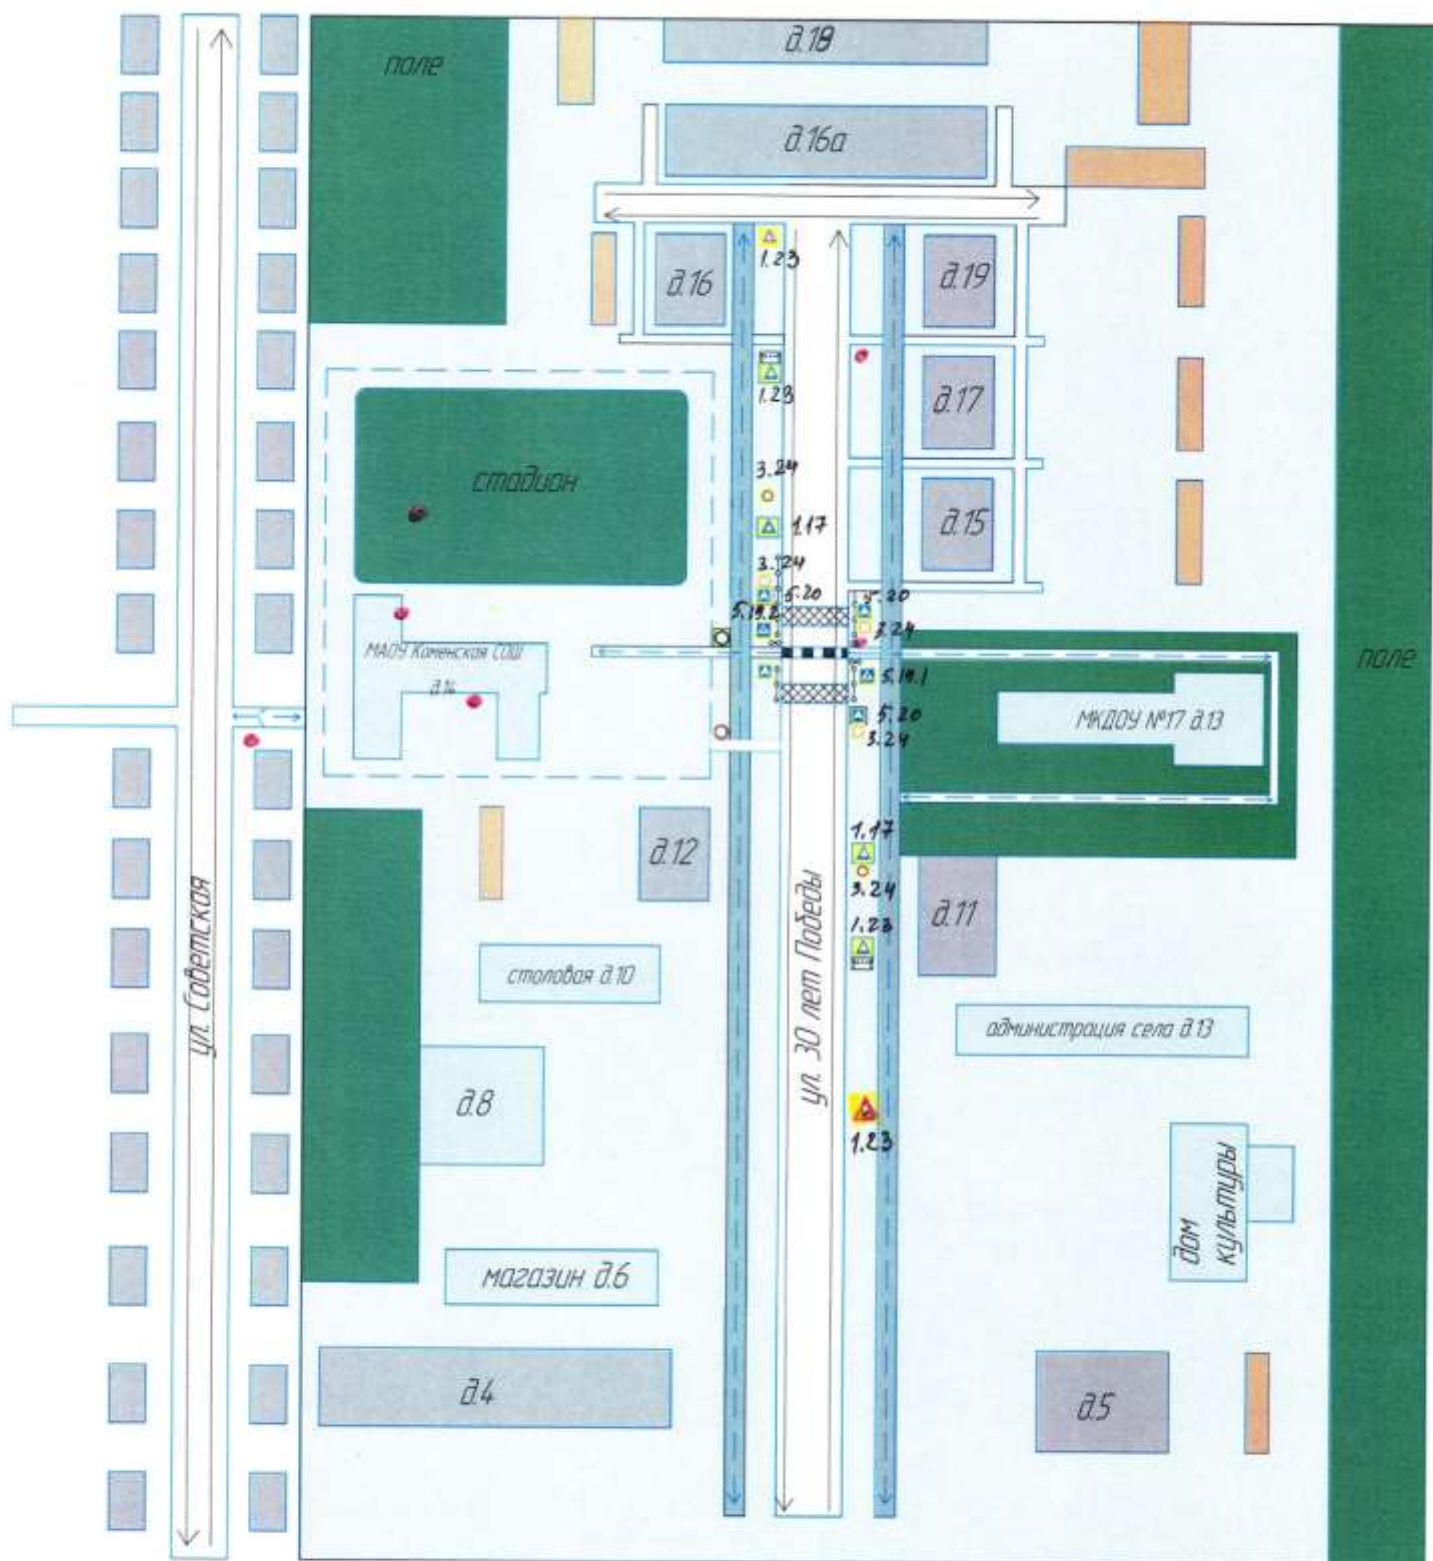 поле
д.18
д.16а
д.16
1.23
д.19
1.23
д.17
стадион
3.24
1.17
д.15
3.24
5.20
5.20
5.19.2
3.24
МАОУ Каменская СОШ
д.14
поле
5.19.1
5.20
МКДОУ №17 д.13
3.24
1.17
д.12
3.24
ул. Советская
ул. 30 лет Победы
1.23
д.11
столовая д.10
администрация села д.13
д.8
1.23
дом
культуры
магазин д.6
д.4
д.5